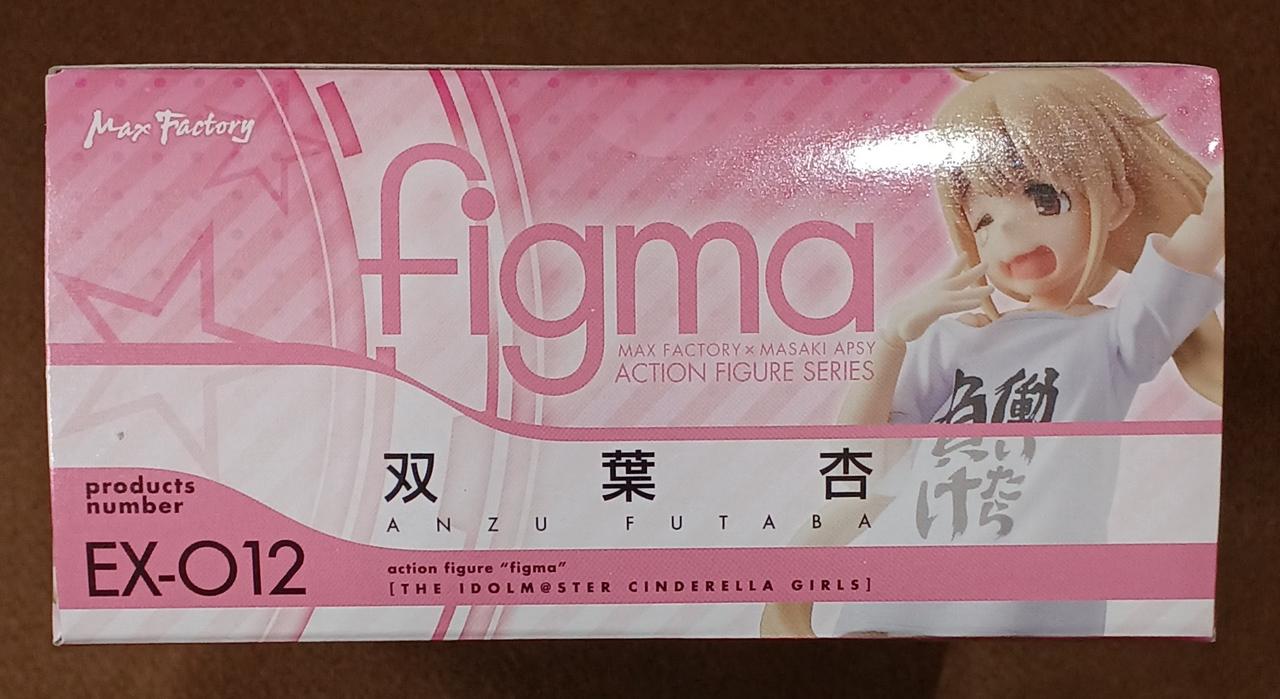 Max Factory
figma
MAX FACTORY × MASAKI APSY
ACTION FIGURE SERIES
働いたら
負け
双葉杏
ANZU FUTABA
products
number
EX-012
action figure "figma"
[THE IDOLM@STER CINDERELLA GIRLS]